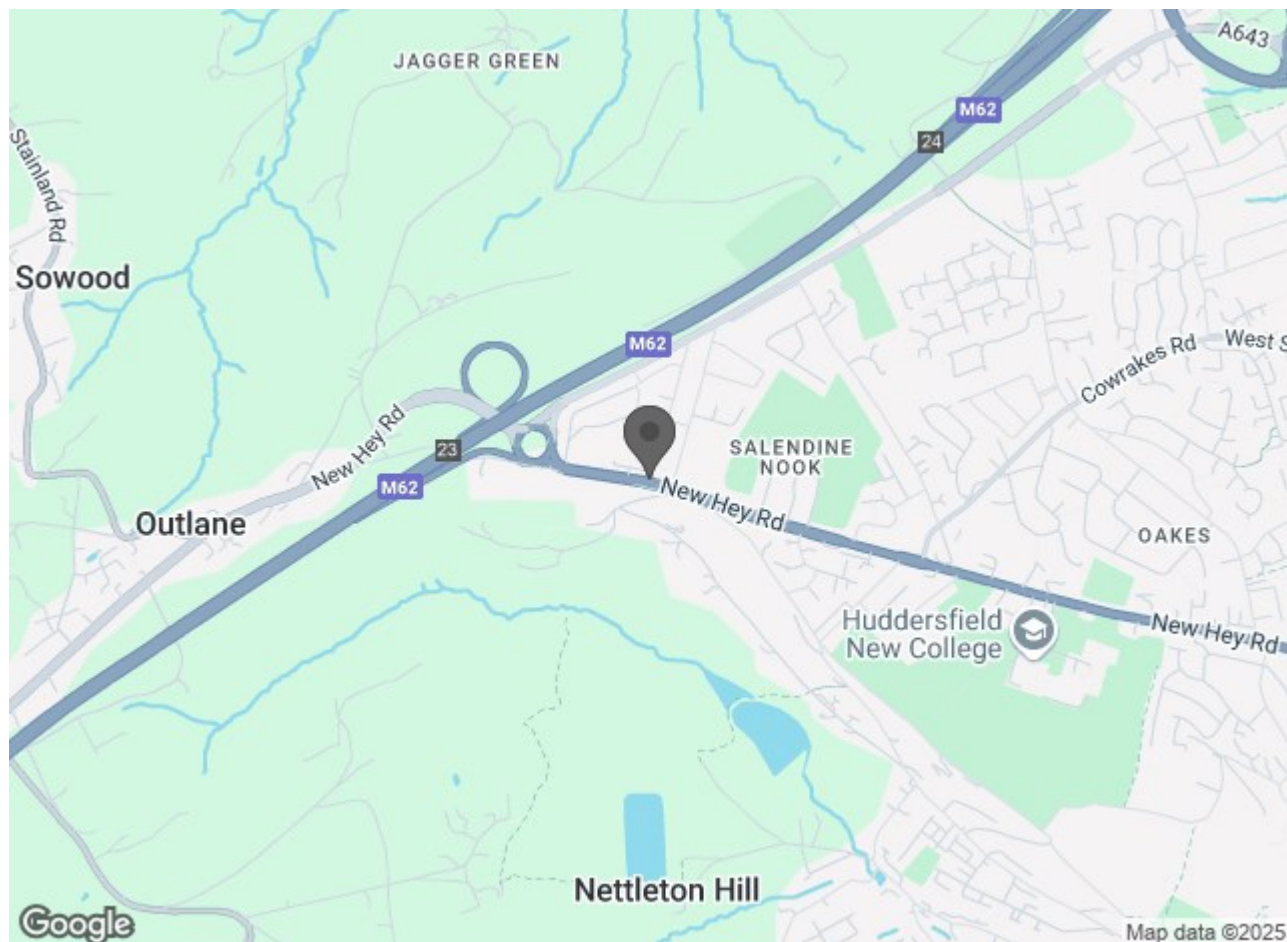 JAGGER GREEN
A643
M62
24
Stainland Rd
Sowood
M62
Cowrakes Rd
West S
New Hey Rd
23
M62
SALENDINE
NOOK
New Hey Rd
Outlane
OAKES
Huddersfield
New College
New Hey Rd
Nettleton Hill
Google
Map data ©2025